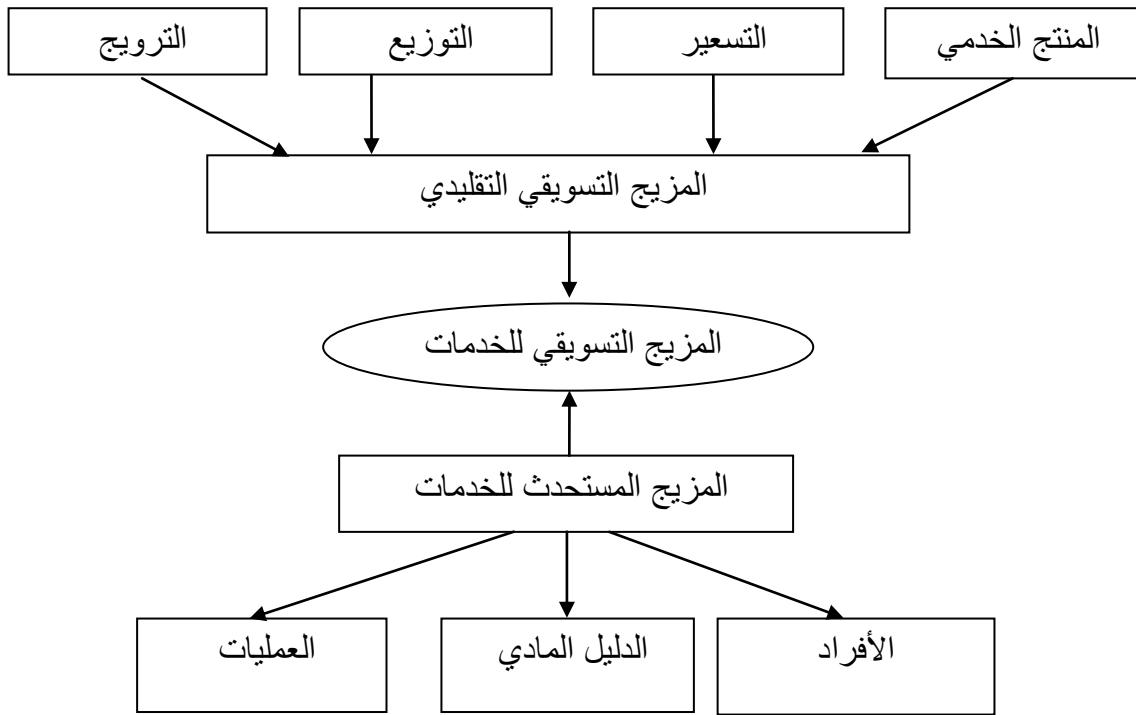 المنتج الخدمي
التسعير
التوزيع
الترويج
المزيج التسويقي التقليدي
المزيج التسويقي للخدمات
المزيج المستحدث للخدمات
الأفراد
الدليل المادي
العمليات